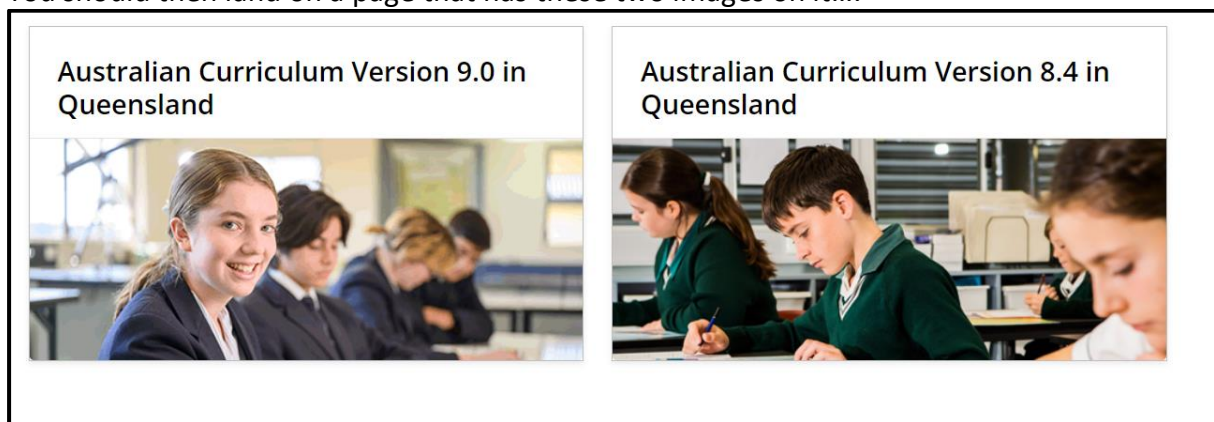 You should then land on a page that has these two images on it....
Australian Curriculum Version 9.0 in
Queensland
Australian Curriculum Version 8.4 in
Queensland